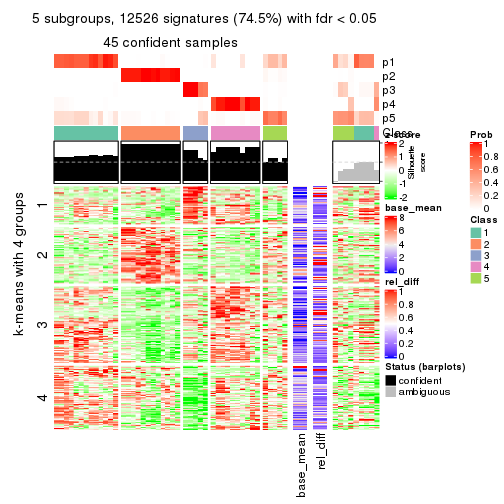 5 subgroups, 12526 signatures (74.5%) with fdr < 0.05
45 confident samples
p1
p2
p3
p4
p5
Class
z-score
2
1
0
-1
-2
Silhouette
score
Prob
1
0.8
0.6
0.4
0.2
0
Class
1
2
3
4
5
base_mean
8
6
4
2
0
rel_diff
1
0.8
0.6
0.4
0.2
0
Status (barplots)
confident
ambiguous
k-means with 4 groups
1
2
3
4
base_mean
rel_diff